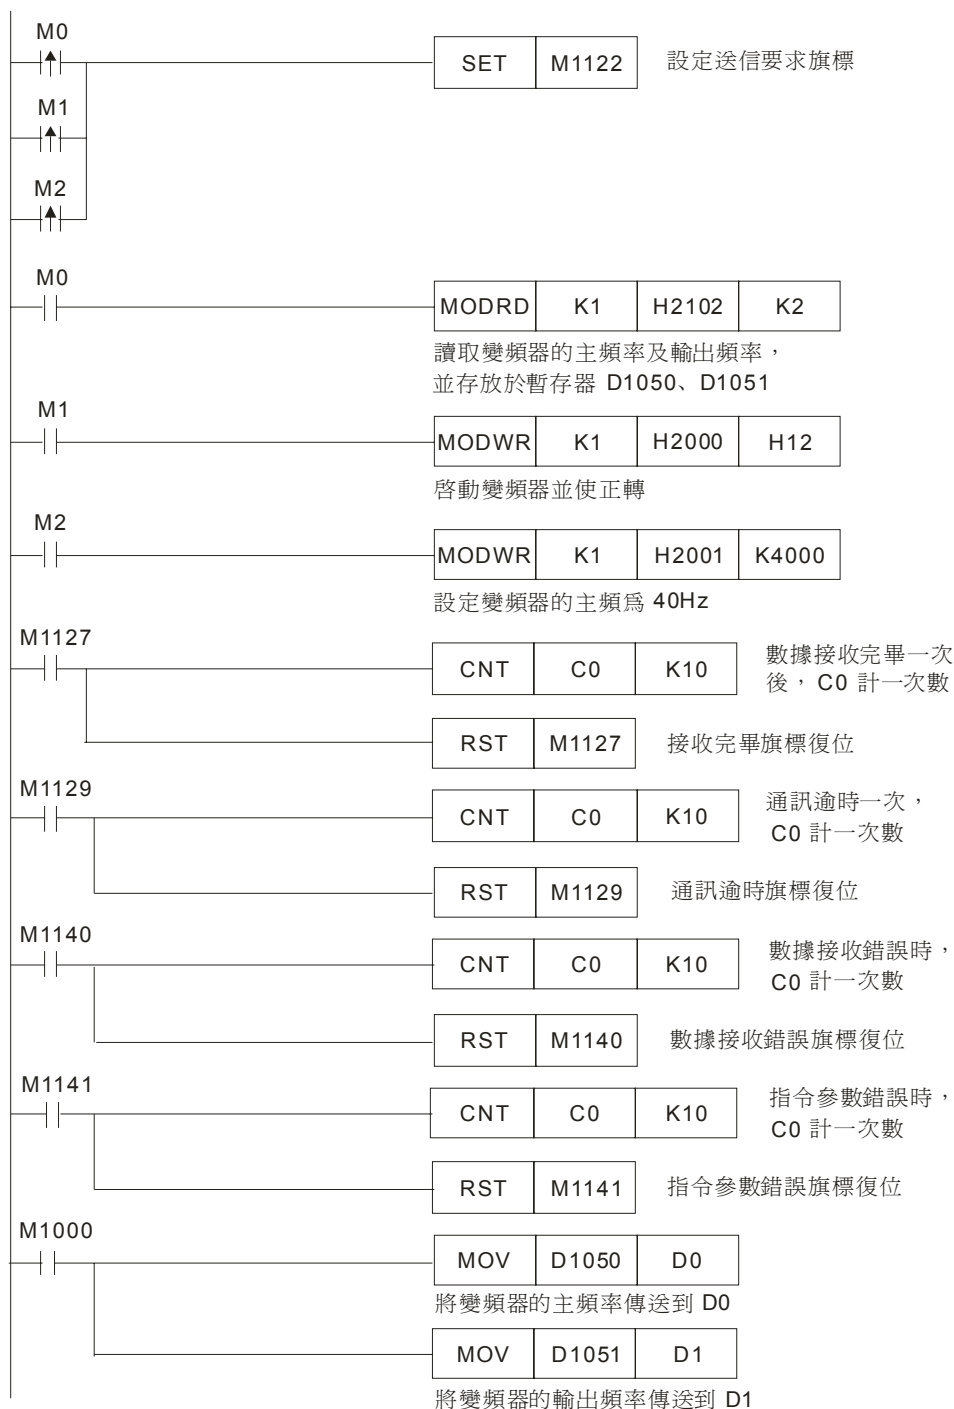 M0
SET M1122 設定送信要求旗標
M1
M2
M0
MODRD K1 H2102 K2
讀取變頻器的主頻率及輸出頻率，
並存放於暫存器 D1050、D1051
M1
MODWR K1 H2000 H12
啓動變頻器並使正轉
M2
MODWR K1 H2001 K4000
設定變頻器的主頻爲 40Hz
M1127
CNT C0 K10 數據接收完畢一次
後， C0 計一次數
RST M1127 接收完畢旗標復位
M1129
CNT C0 K10 通訊逾時一次，
C0 計一次數
RST M1129 通訊逾時旗標復位
M1140
CNT C0 K10 數據接收錯誤時，
C0 計一次數
RST M1140 數據接收錯誤旗標復位
M1141
CNT C0 K10 指令參數錯誤時，
C0 計一次數
RST M1141 指令參數錯誤旗標復位
M1000
MOV D1050 D0
將變頻器的主頻率傳送到 D0
MOV D1051 D1
將變頻器的輸出頻率傳送到 D1